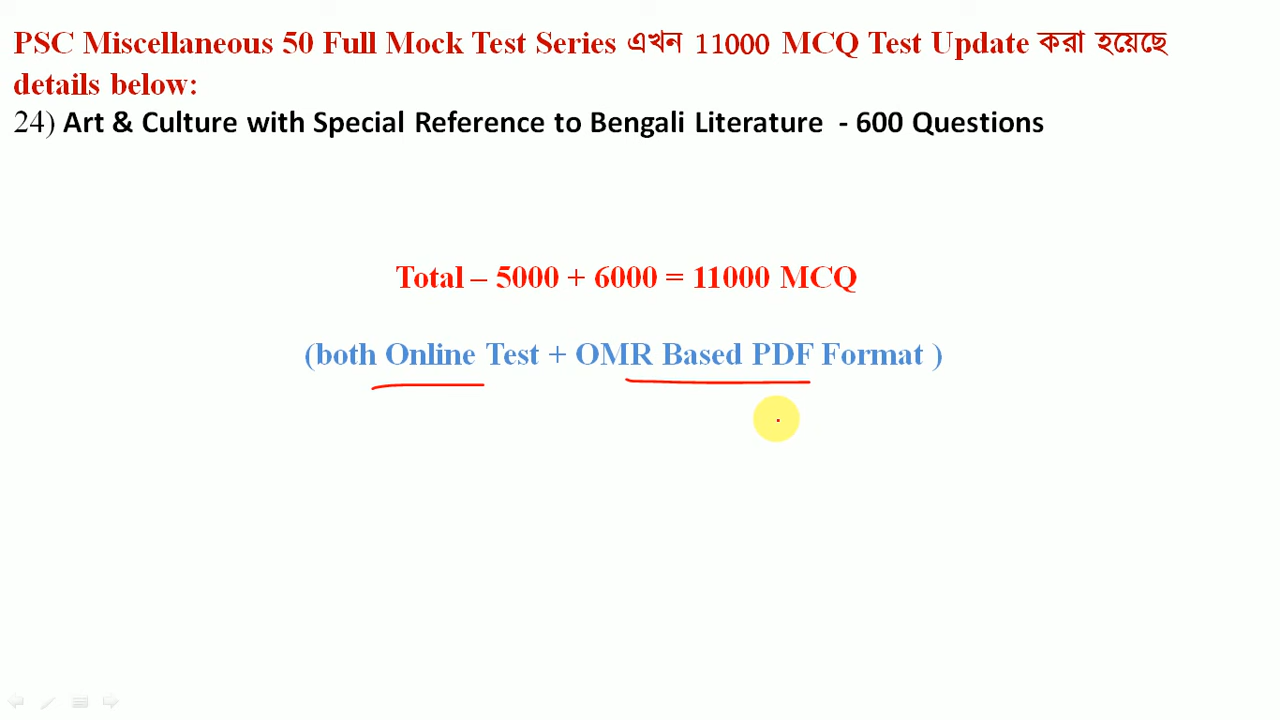 PSC Miscellaneous 50 Full Mock Test Series এখন 11000 MCQ Test Update করা হয়েছে
details below:
24) Art & Culture with Special Reference to Bengali Literature - 600 Questions
Total – 5000 + 6000 = 11000 MCQ
(both Online Test + OMR Based PDF Format )